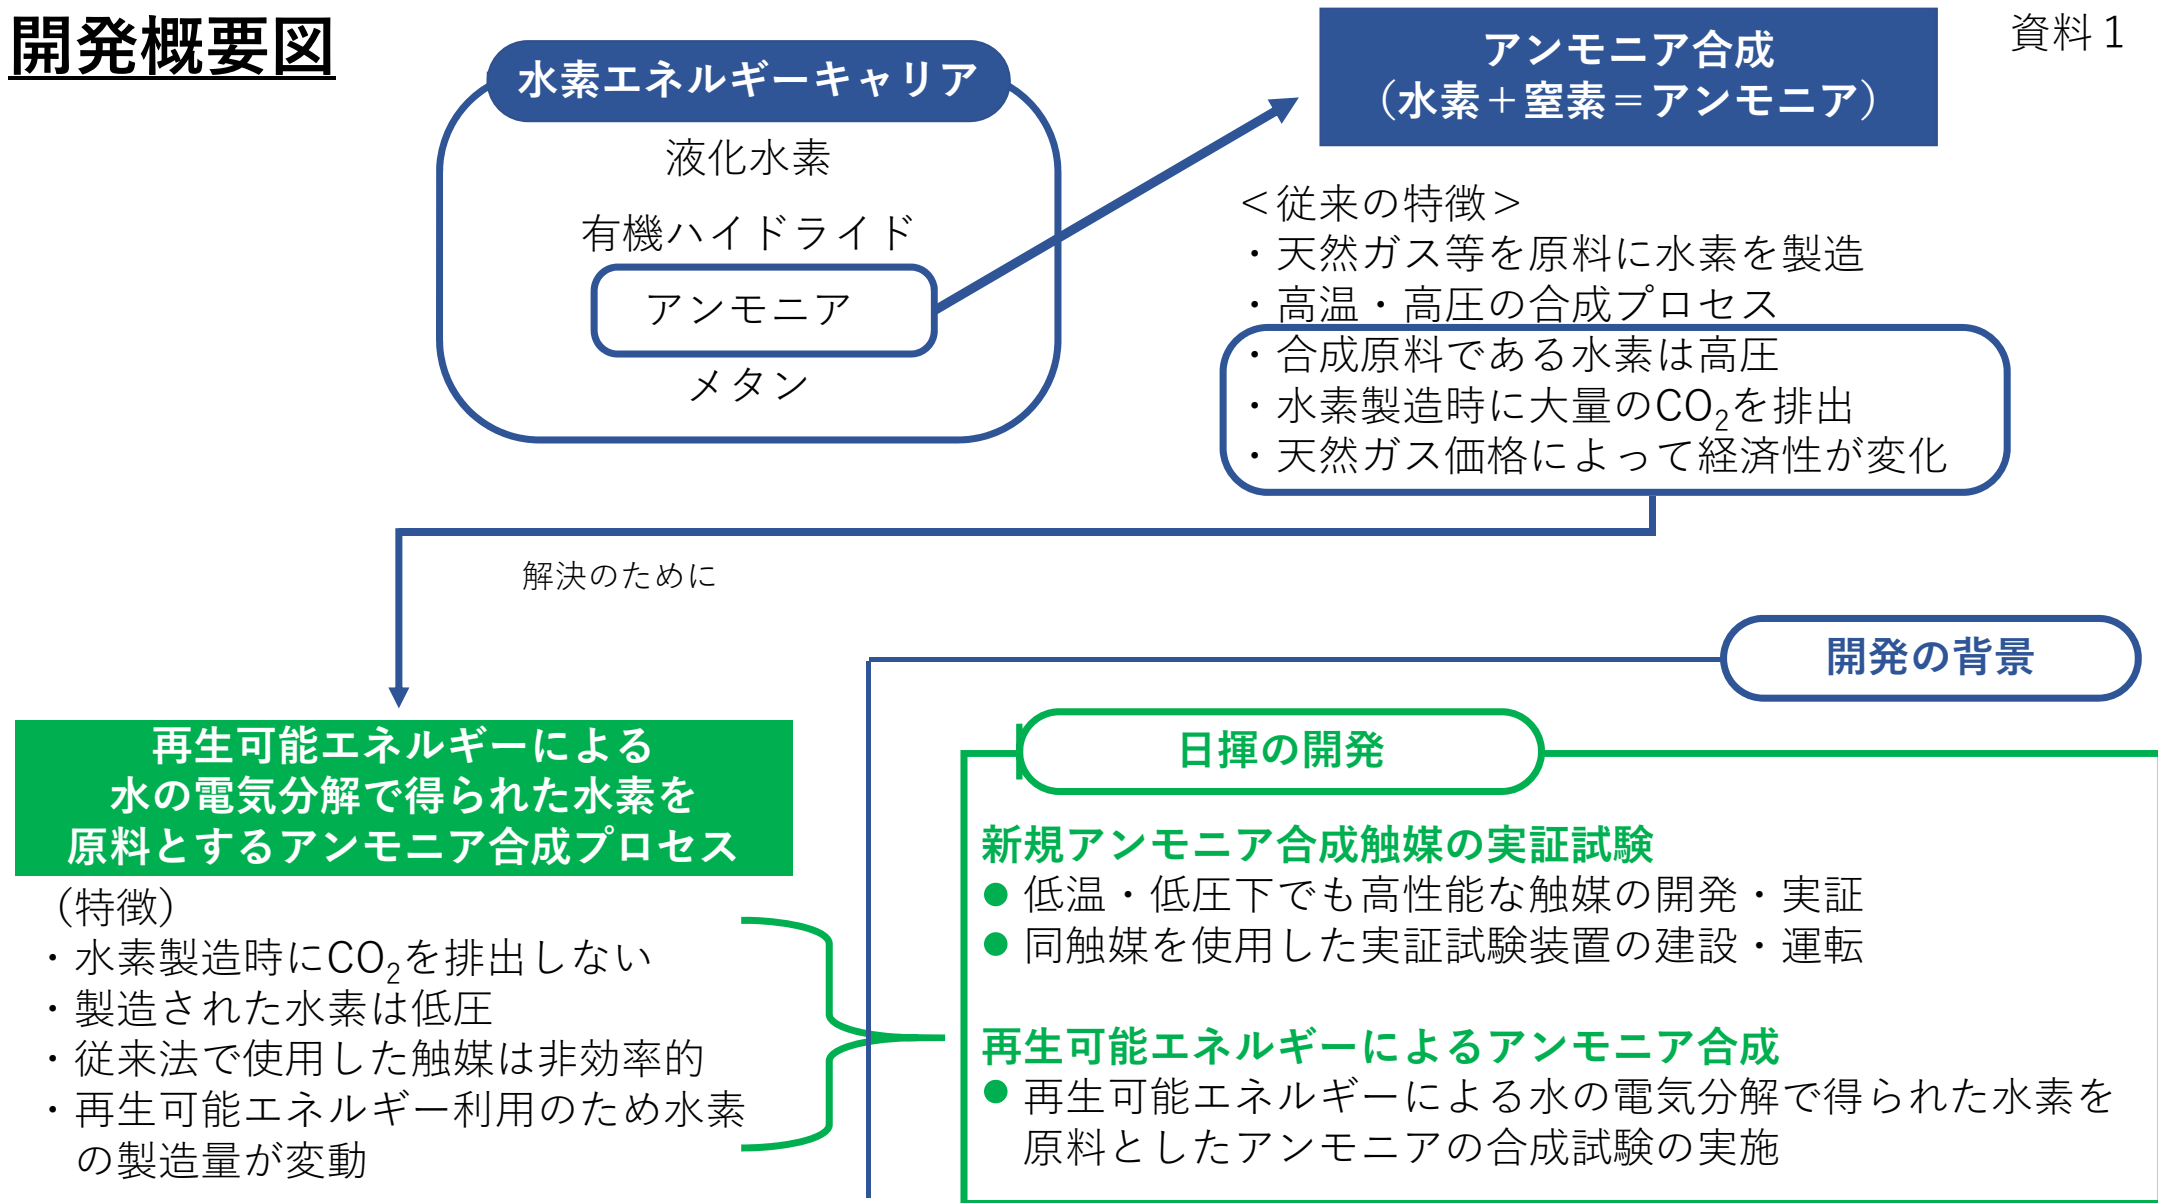 開発概要図
資料１
水素エネルギーキャリア
液化水素
有機ハイドライド
アンモニア
メタン
アンモニア合成
（水素＋窒素＝アンモニア）
＜従来の特徴＞
・天然ガス等を原料に水素を製造
・高温・高圧の合成プロセス
・合成原料である水素は高圧
・水素製造時に大量のCO₂を排出
・天然ガス価格によって経済性が変化
解決のために
開発の背景
再生可能エネルギーによる
水の電気分解で得られた水素を
原料とするアンモニア合成プロセス
（特徴）
・水素製造時にCO₂を排出しない
・製造された水素は低圧
・従来法で使用した触媒は非効率的
・再生可能エネルギー利用のため水素
の製造量が変動
日揮の開発
新規アンモニア合成触媒の実証試験
● 低温・低圧下でも高性能な触媒の開発・実証
● 同触媒を使用した実証試験装置の建設・運転
再生可能エネルギーによるアンモニア合成
● 再生可能エネルギーによる水の電気分解で得られた水素を
原料としたアンモニアの合成試験の実施